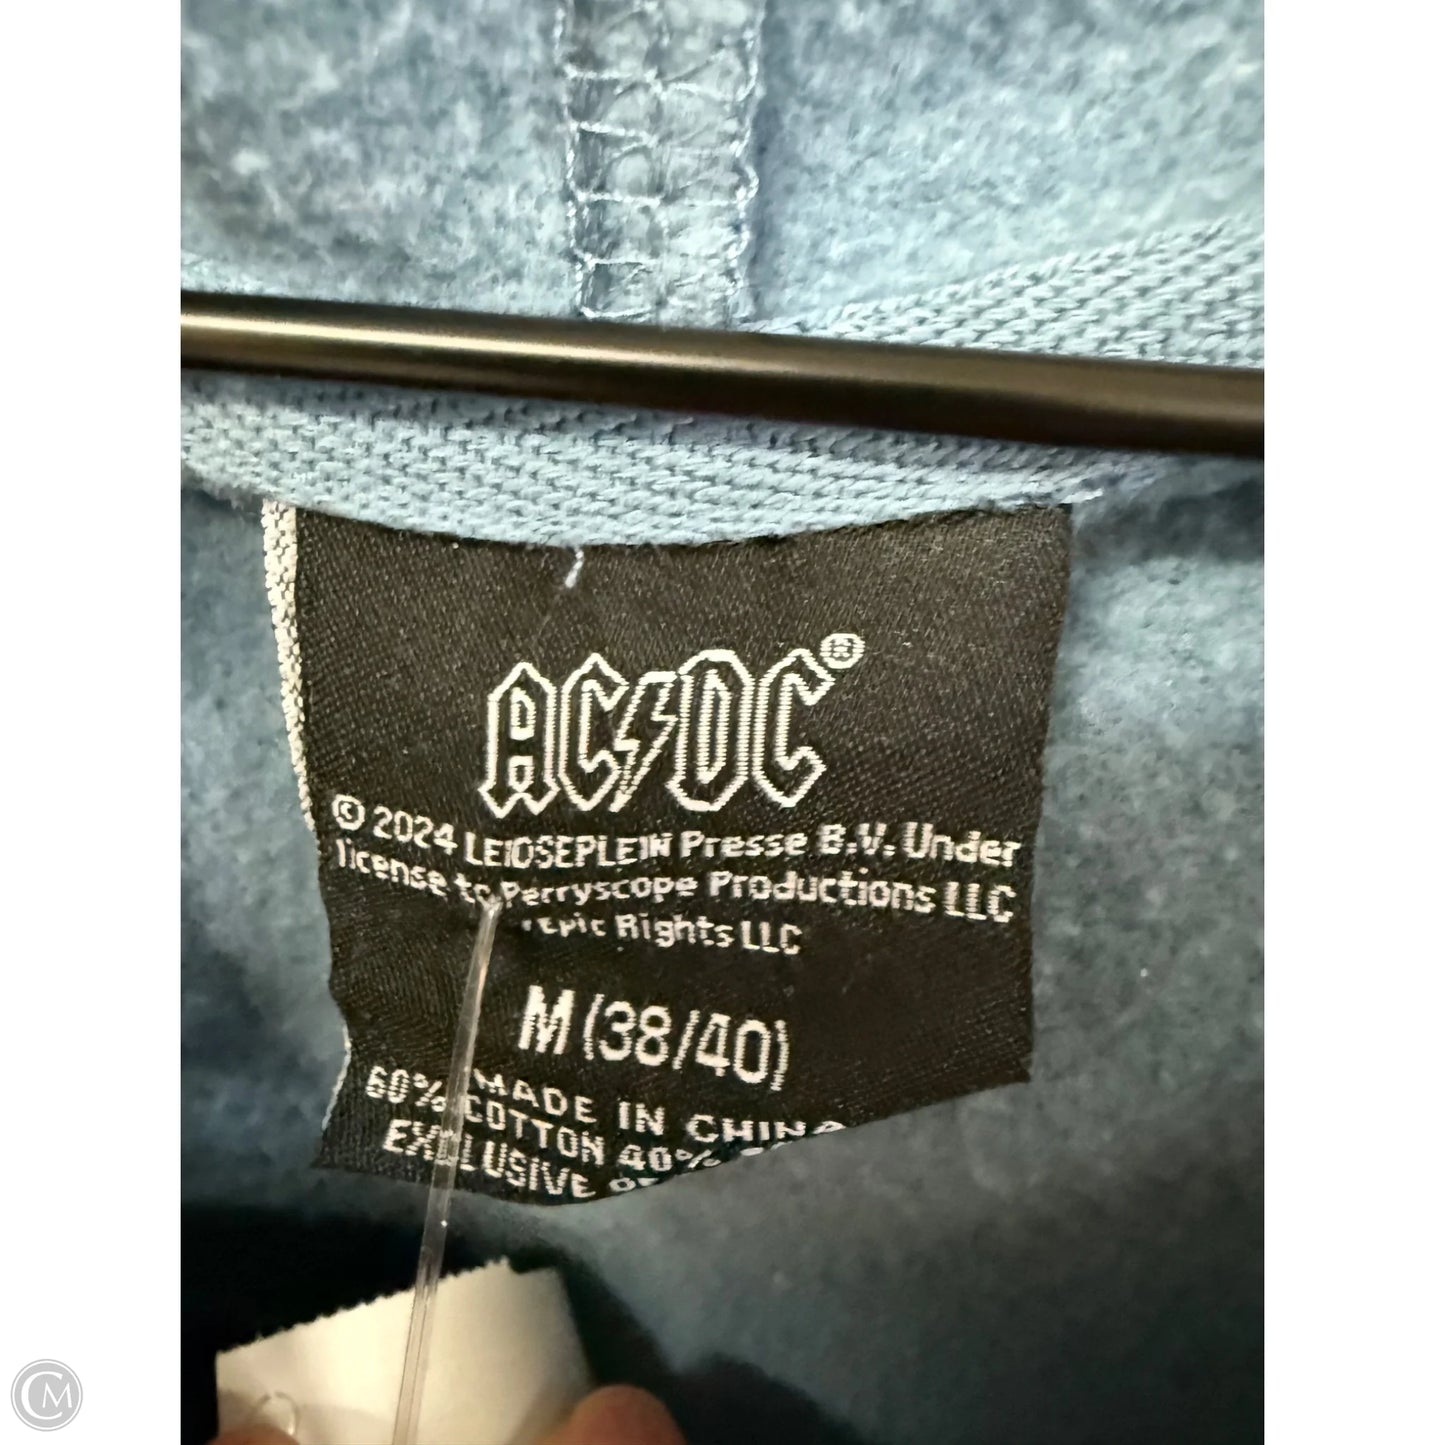 AC⚡DC®
© 2024 LEIDSEPLEIN Presse B.V. Under
license to Perryscope Productions LLC
Epic Rights LLC
M (38/40)
MADE IN CHINA
60% COTTON 40%
EXCLUSIVE
CM